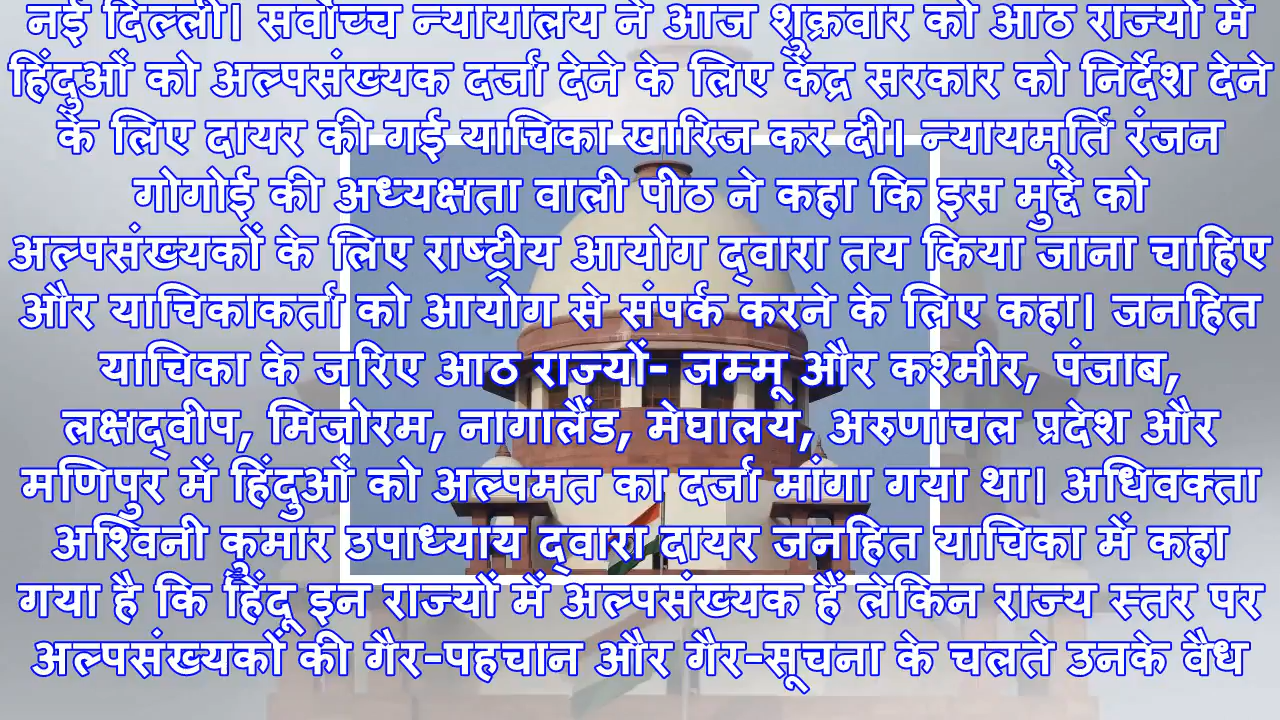 नई दिल्ली। सर्वोच्च न्यायालय ने आज शुक्रवार को आठ राज्यों में
हिंदुओं को अल्पसंख्यक दर्जा देने के लिए केंद्र सरकार को निर्देश देने
के लिए दायर की गई याचिका खारिज कर दी। न्यायमूर्ति रंजन
गोगोई की अध्यक्षता वाली पीठ ने कहा कि इस मुद्दे को
अल्पसंख्यकों के लिए राष्ट्रीय आयोग द्वारा तय किया जाना चाहिए
और याचिकाकर्ता को आयोग से संपर्क करने के लिए कहा। जनहित
याचिका के जरिए आठ राज्यों- जम्मू और कश्मीर, पंजाब,
लक्षद्वीप, मिजोरम, नागालैंड, मेघालय, अरुणाचल प्रदेश और
मणिपुर में हिंदुओं को अल्पमत का दर्जा मांगा गया था। अधिवक्ता
अश्विनी कुमार उपाध्याय द्वारा दायर जनहित याचिका में कहा
गया है कि हिंदू इन राज्यों में अल्पसंख्यक हैं लेकिन राज्य स्तर पर
अल्पसंख्यकों की गैर-पहचान और गैर-सूचना के चलते उनके वैध